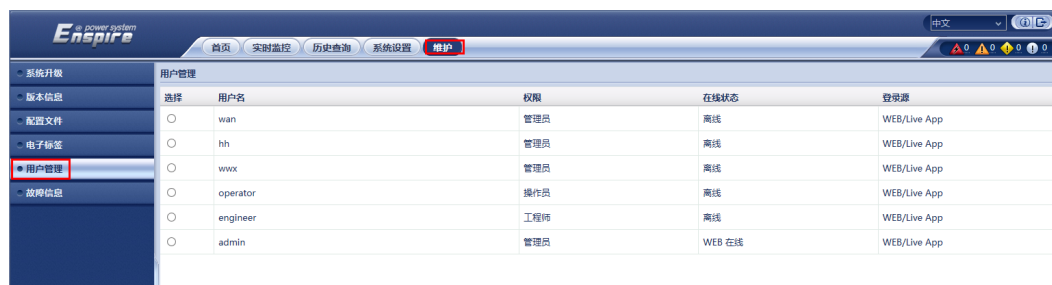 e power system
Enspire
中文
首页 实时监控 历史查询 系统设置 维护
0 0 0 0
系统升级
版本信息
配置文件
电子标签
用户管理
故障信息
用户管理
选择 用户名 权限 在线状态 登录源
wan 管理员 离线 WEB/Live App
hh 管理员 离线 WEB/Live App
wwx 管理员 离线 WEB/Live App
operator 操作员 离线 WEB/Live App
engineer 工程师 离线 WEB/Live App
admin 管理员 WEB 在线 WEB/Live App